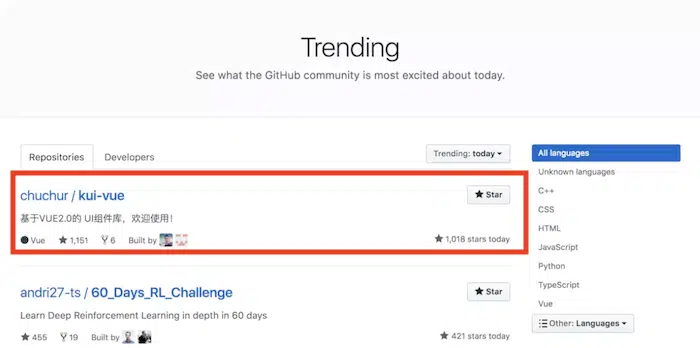 Trending
See what the GitHub community is most excited about today.
Repositories
Developers
Trending: today
chuchur / kui-vue
Star
基于VUE2.0的 UI组件库，欢迎使用！
Vue 1,151 6 Built by
1,018 stars today
andri27-ts / 60_Days_RL_Challenge
Star
Learn Deep Reinforcement Learning in depth in 60 days
455 19 Built by
421 stars today
All languages
Unknown languages
C++
CSS
HTML
JavaScript
Python
TypeScript
Vue
Other: Languages